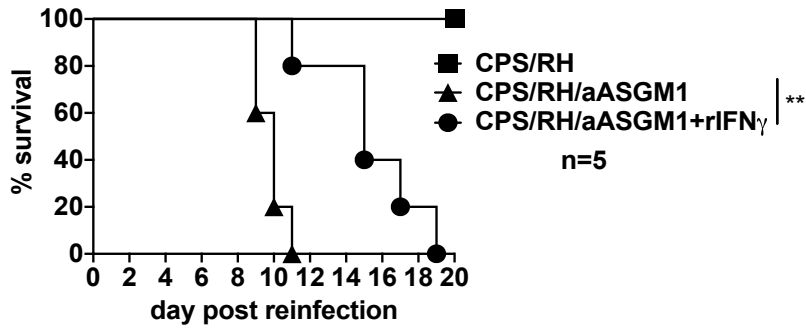 100
80
60
40
20
0
% survival
0 2 4 6 8 10 12 14 16 18 20
day post reinfection
CPS/RH
CPS/RH/aASGM1
CPS/RH/aASGM1+rIFNγ
**
n=5